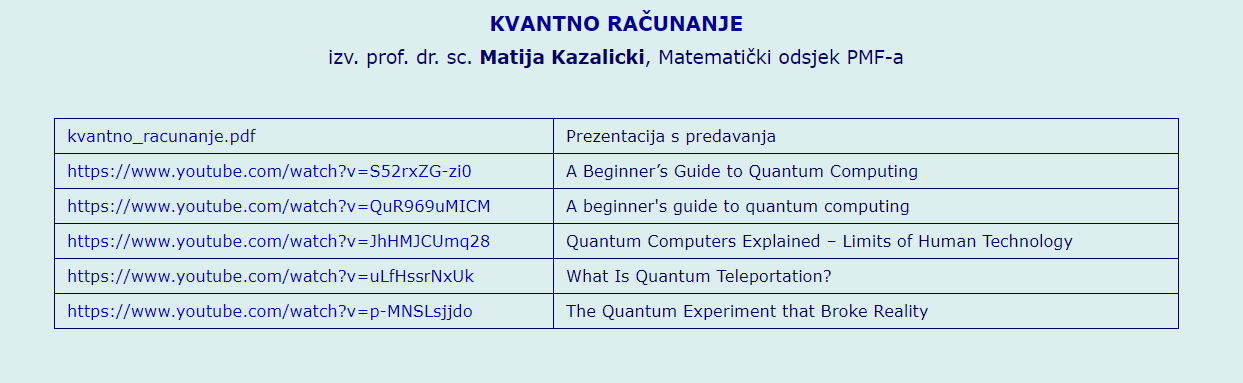 KVANTNO RAČUNANJE
izv. prof. dr. sc. Matija Kazalicki, Matematički odsjek PMF-a
kvantno_racunanje.pdf Prezentacija s predavanja
https://www.youtube.com/watch?v=S52rxZG-zi0 A Beginner’s Guide to Quantum Computing
https://www.youtube.com/watch?v=QuR969uMICM A beginner's guide to quantum computing
https://www.youtube.com/watch?v=JhHMJCUmq28 Quantum Computers Explained – Limits of Human Technology
https://www.youtube.com/watch?v=uLfHssrNxUk What Is Quantum Teleportation?
https://www.youtube.com/watch?v=p-MNSLsjjdo The Quantum Experiment that Broke Reality